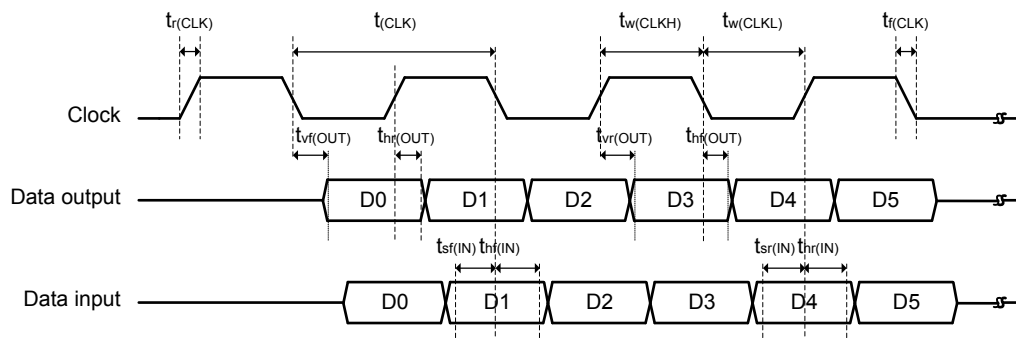 tr(CLK) t(CLK) tw(CLKH) tw(CLKL) tf(CLK)
Clock
tvf(OUT) thr(OUT) tvr(OUT) thf(OUT)
Data output D0 D1 D2 D3 D4 D5
tsf(IN) thf(IN) tsr(IN) thr(IN)
Data input D0 D1 D2 D3 D4 D5